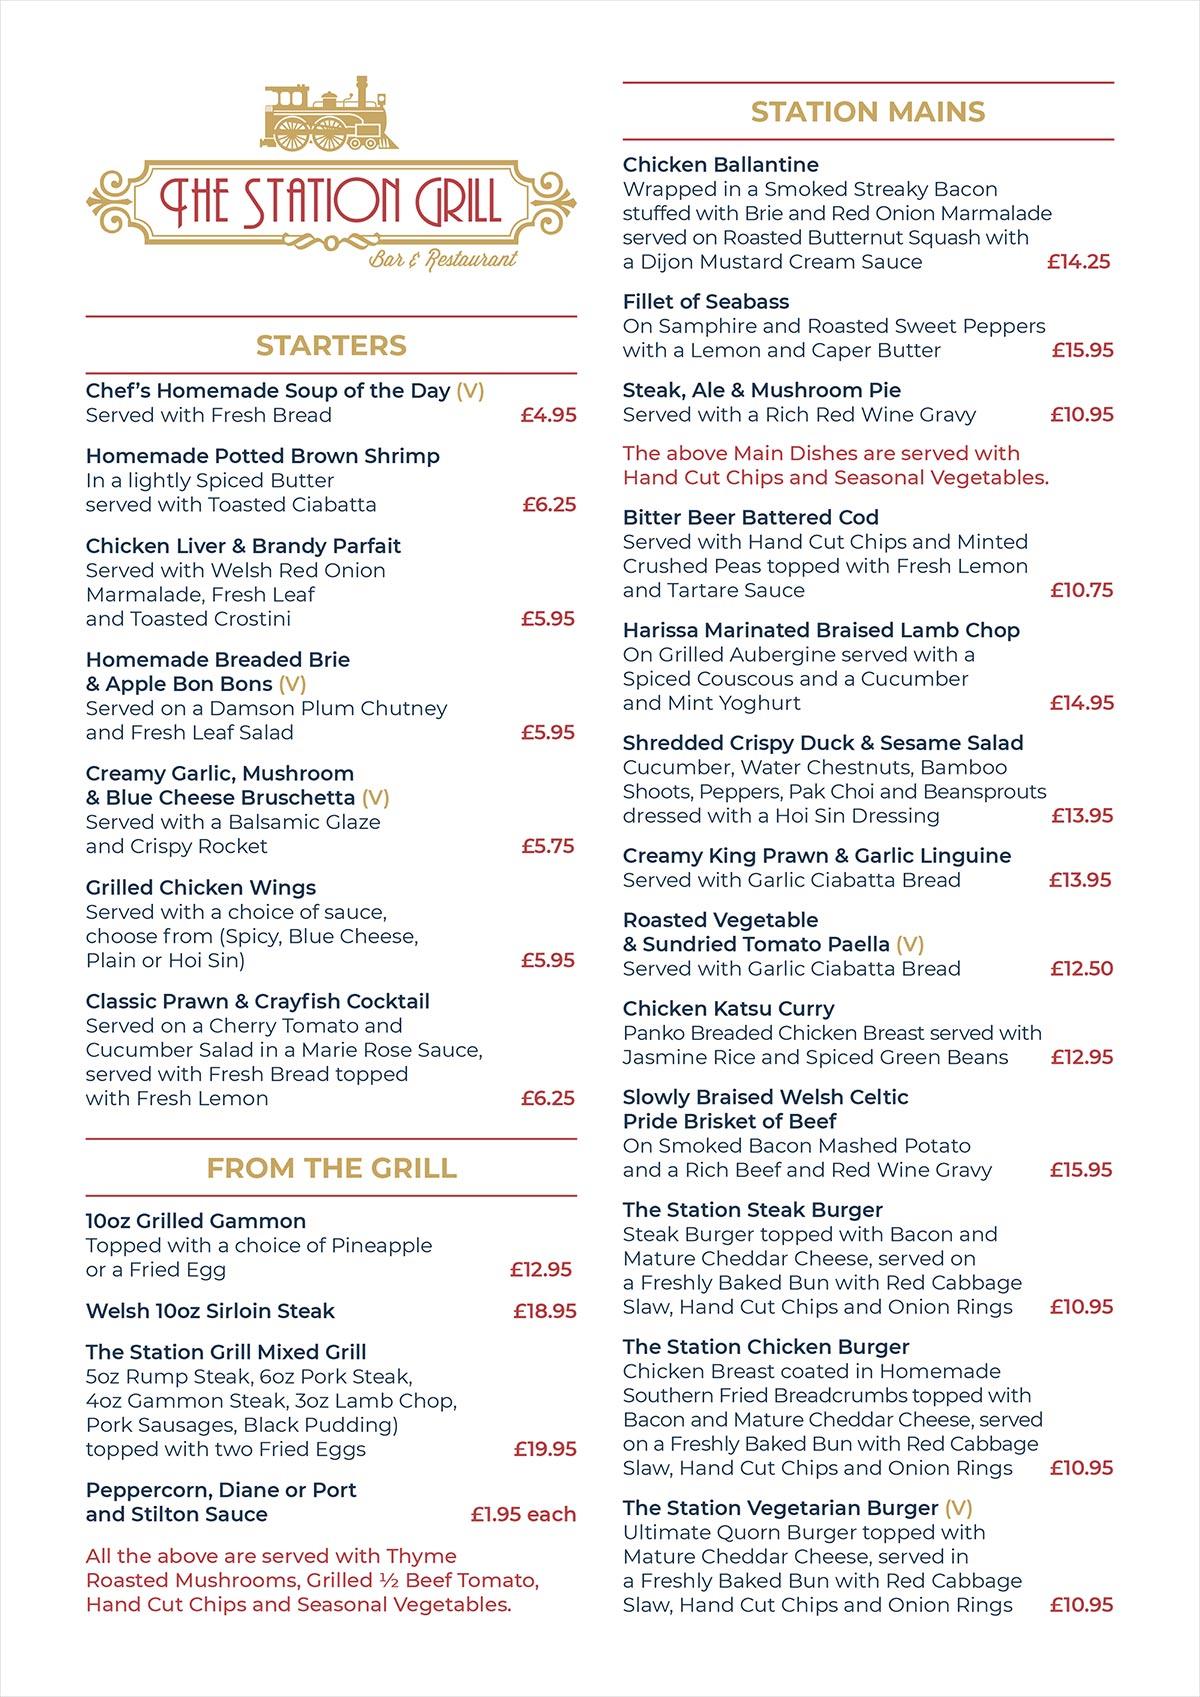 THE STATION GRILL
Bar & Restaurant
STARTERS
Chef's Homemade Soup of the Day (V)
Served with Fresh Bread £4.95
Homemade Potted Brown Shrimp
In a lightly Spiced Butter
served with Toasted Ciabatta £6.25
Chicken Liver & Brandy Parfait
Served with Welsh Red Onion
Marmalade, Fresh Leaf
and Toasted Crostini £5.95
Homemade Breaded Brie
& Apple Bon Bons (V)
Served on a Damson Plum Chutney
and Fresh Leaf Salad £5.95
Creamy Garlic, Mushroom
& Blue Cheese Bruschetta (V)
Served with a Balsamic Glaze
and Crispy Rocket £5.75
Grilled Chicken Wings
Served with a choice of sauce,
choose from (Spicy, Blue Cheese,
Plain or Hoi Sin) £5.95
Classic Prawn & Crayfish Cocktail
Served on a Cherry Tomato and
Cucumber Salad in a Marie Rose Sauce,
served with Fresh Bread topped
with Fresh Lemon £6.25
FROM THE GRILL
10oz Grilled Gammon
Topped with a choice of Pineapple
or a Fried Egg £12.95
Welsh 10oz Sirloin Steak £18.95
The Station Grill Mixed Grill
5oz Rump Steak, 6oz Pork Steak,
4oz Gammon Steak, 3oz Lamb Chop,
Pork Sausages, Black Pudding)
topped with two Fried Eggs £19.95
Peppercorn, Diane or Port
and Stilton Sauce £1.95 each
All the above are served with Thyme
Roasted Mushrooms, Grilled ½ Beef Tomato,
Hand Cut Chips and Seasonal Vegetables.
STATION MAINS
Chicken Ballantine
Wrapped in a Smoked Streaky Bacon
stuffed with Brie and Red Onion Marmalade
served on Roasted Butternut Squash with
a Dijon Mustard Cream Sauce £14.25
Fillet of Seabass
On Samphire and Roasted Sweet Peppers
with a Lemon and Caper Butter £15.95
Steak, Ale & Mushroom Pie
Served with a Rich Red Wine Gravy £10.95
The above Main Dishes are served with
Hand Cut Chips and Seasonal Vegetables.
Bitter Beer Battered Cod
Served with Hand Cut Chips and Minted
Crushed Peas topped with Fresh Lemon
and Tartare Sauce £10.75
Harissa Marinated Braised Lamb Chop
On Grilled Aubergine served with a
Spiced Couscous and a Cucumber
and Mint Yoghurt £14.95
Shredded Crispy Duck & Sesame Salad
Cucumber, Water Chestnuts, Bamboo
Shoots, Peppers, Pak Choi and Beansprouts
dressed with a Hoi Sin Dressing £13.95
Creamy King Prawn & Garlic Linguine
Served with Garlic Ciabatta Bread £13.95
Roasted Vegetable
& Sundried Tomato Paella (V)
Served with Garlic Ciabatta Bread £12.50
Chicken Katsu Curry
Panko Breaded Chicken Breast served with
Jasmine Rice and Spiced Green Beans £12.95
Slowly Braised Welsh Celtic
Pride Brisket of Beef
On Smoked Bacon Mashed Potato
and a Rich Beef and Red Wine Gravy £15.95
The Station Steak Burger
Steak Burger topped with Bacon and
Mature Cheddar Cheese, served on
a Freshly Baked Bun with Red Cabbage
Slaw, Hand Cut Chips and Onion Rings £10.95
The Station Chicken Burger
Chicken Breast coated in Homemade
Southern Fried Breadcrumbs topped with
Bacon and Mature Cheddar Cheese, served
on a Freshly Baked Bun with Red Cabbage
Slaw, Hand Cut Chips and Onion Rings £10.95
The Station Vegetarian Burger (V)
Ultimate Quorn Burger topped with
Mature Cheddar Cheese, served in
a Freshly Baked Bun with Red Cabbage
Slaw, Hand Cut Chips and Onion Rings £10.95